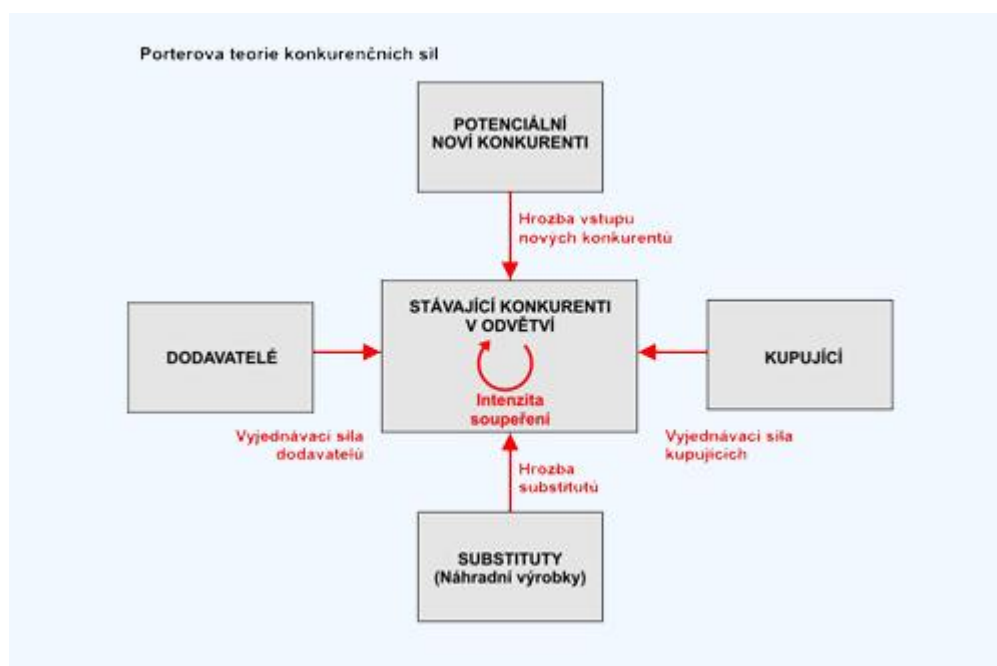 Porterova teorie konkurenčních sil
POTENCIÁLNÍ
NOVÍ KONKURENTI
Hrozba vstupu
nových konkurentů
STÁVAJÍCÍ KONKURENTI
V ODVĚTVÍ
Intenzita
soupeření
DODAVATELÉ
KUPUJÍCÍ
Vyjednávací síla
dodavatelů
Vyjednávací síla
kupujících
Hrozba
substitutů
SUBSTITUTY
(Náhradní výrobky)